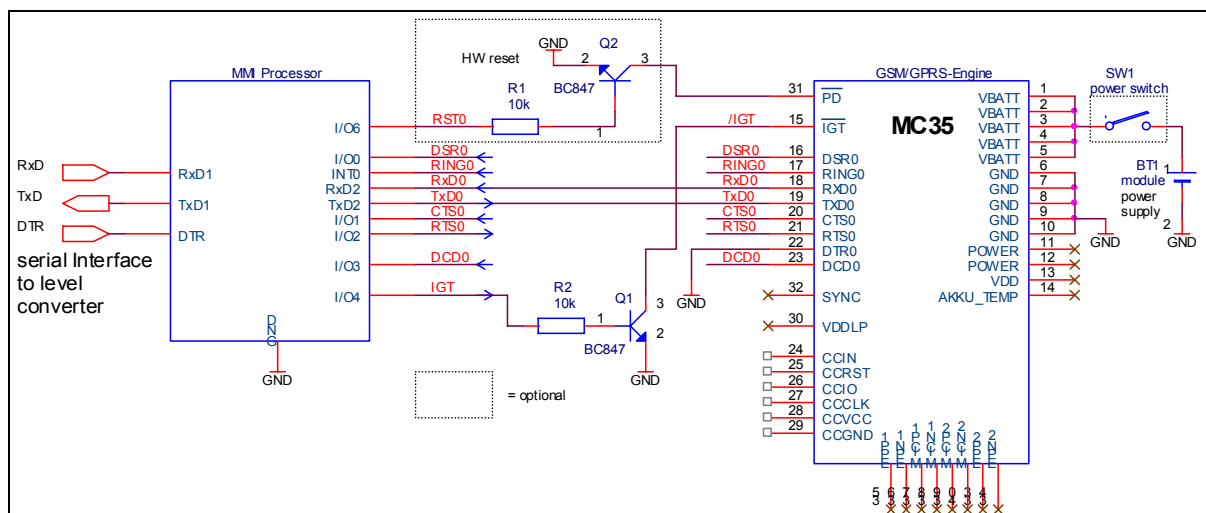 HW reset
GND
Q2
2
3
BC847
1
R1
10k
MMI Processor
I/O6
RST0
I/O0
DSR0
INT0
RING0
RxD
RxD1
RxD2
RxD0
TxD
TxD1
TxD2
TxD0
I/O1
CTS0
DTR
DTR
I/O2
RTS0
serial Interface
to level
converter
I/O3
DCD0
I/O4
IGT
GND
GND
R2
10k
1
Q1
3
2
BC847
GND
= optional
GSM/GPRS-Engine
MC35
31
PD
/IGT
15
IGT
DSR0
16
DSR0
RING0
17
RING0
RxD0
18
RXD0
TxD0
19
TXD0
CTS0
20
CTS0
RTS0
21
RTS0
22
DTR0
DCD0
23
DCD0
GND
32
SYNC
30
VDDLP
24
CCIN
25
CCRST
26
CCIO
27
CCCLK
28
CCVCC
29
CCGND
VBATT
1
VBATT
2
VBATT
3
VBATT
4
VBATT
5
GND
6
GND
7
GND
8
GND
9
GND
10
POWER
11
POWER
12
VDD
13
AKKU_TEMP
14
GND
SW1
power switch
BT1
module
power
supply
1
2
GND